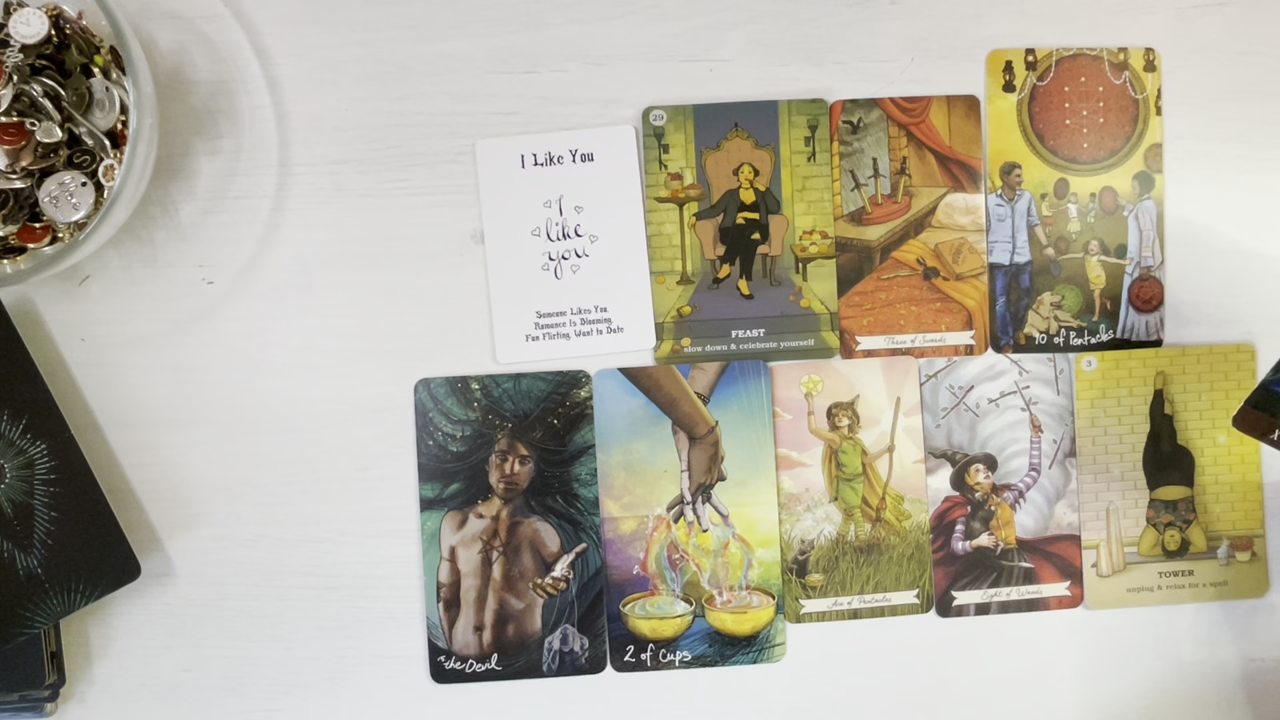 I Like You
I
like
you
Someone Likes You.
Romance Is Blooming.
Fun Flirting. Want to Date
29
FEAST
slow down & celebrate yourself
Three of Swords
10 of Pentacles
the Devil
2 of Cups
Ace of Pentacles
Eight of Wands
3
TOWER
unplug & relax for a spell
S